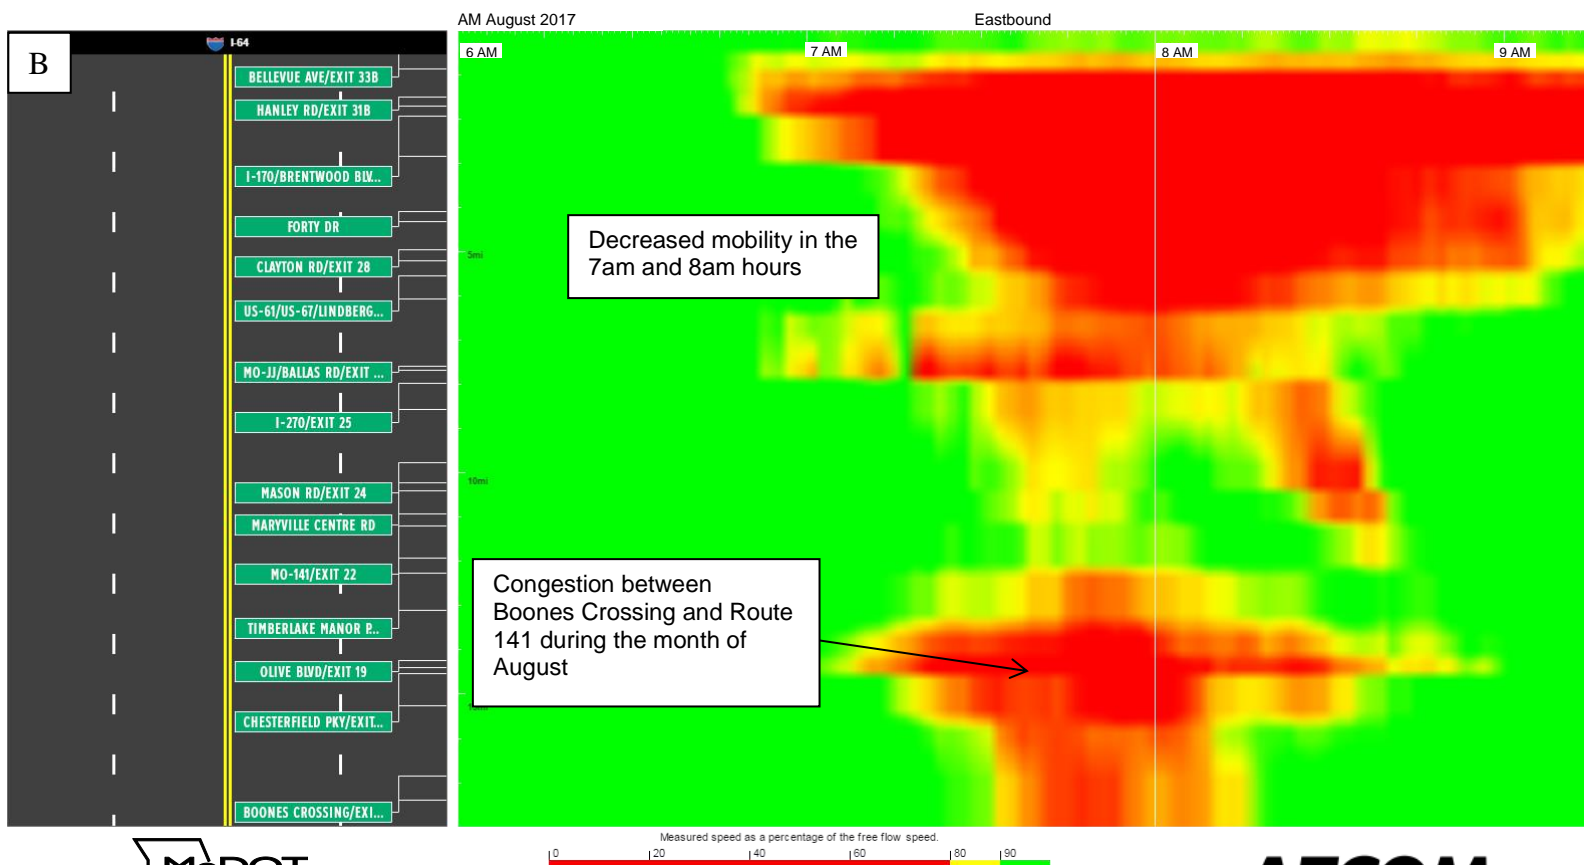 AM August 2017
Eastbound
B
I-64
BELLEVUE AVE/EXIT 33B
HANLEY RD/EXIT 31B
I-170/BRENTWOOD BLV...
FORTY DR
CLAYTON RD/EXIT 28
US-61/US-67/LINDBERG...
MO-JJ/BALLAS RD/EXIT ...
I-270/EXIT 25
MASON RD/EXIT 24
MARYVILLE CENTRE RD
MO-141/EXIT 22
TIMBERLAKE MANOR P...
OLIVE BLVD/EXIT 19
CHESTERFIELD PKY/EXIT...
BOONES CROSSING/EXI...
6 AM
7 AM
8 AM
9 AM
5mi
10mi
Decreased mobility in the
7am and 8am hours
Congestion between
Boones Crossing and Route
141 during the month of
August
Measured speed as a percentage of the free flow speed.
0 20 40 60 80 90
MoDOT
AECOM